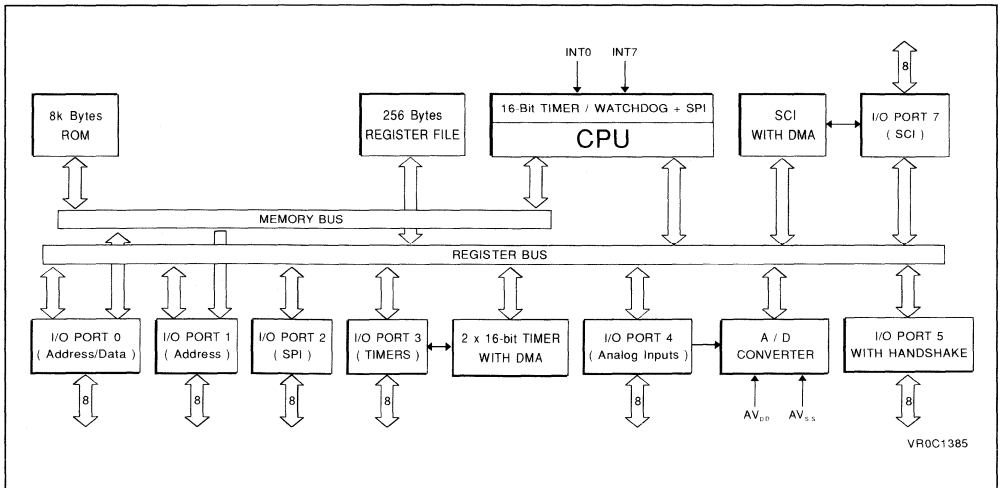 INT0 INT7
8
8k Bytes
ROM
256 Bytes
REGISTER FILE
16-Bit TIMER / WATCHDOG + SPI
CPU
SCI
WITH DMA
I/O PORT 7
( SCI )
MEMORY BUS
REGISTER BUS
I/O PORT 0
( Address/Data )
I/O PORT 1
( Address )
I/O PORT 2
( SPI )
I/O PORT 3
( TIMERS )
2 x 16-bit TIMER
WITH DMA
I/O PORT 4
( Analog Inputs )
A / D
CONVERTER
I/O PORT 5
WITH HANDSHAKE
8 8 8 8 8 8
AVDD AVSS
VR0C1385